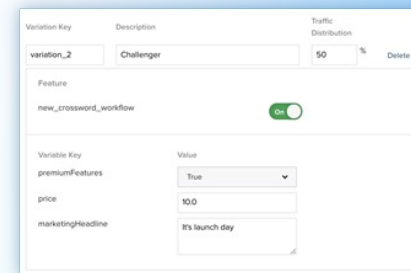 Variation Key Description Traffic
Distribution
variation_2 Challenger 50 % Delete
Feature
new_crossword_workflow On
Variable Key Value
premiumFeatures True
price 10.0
marketingHeadline It's launch day